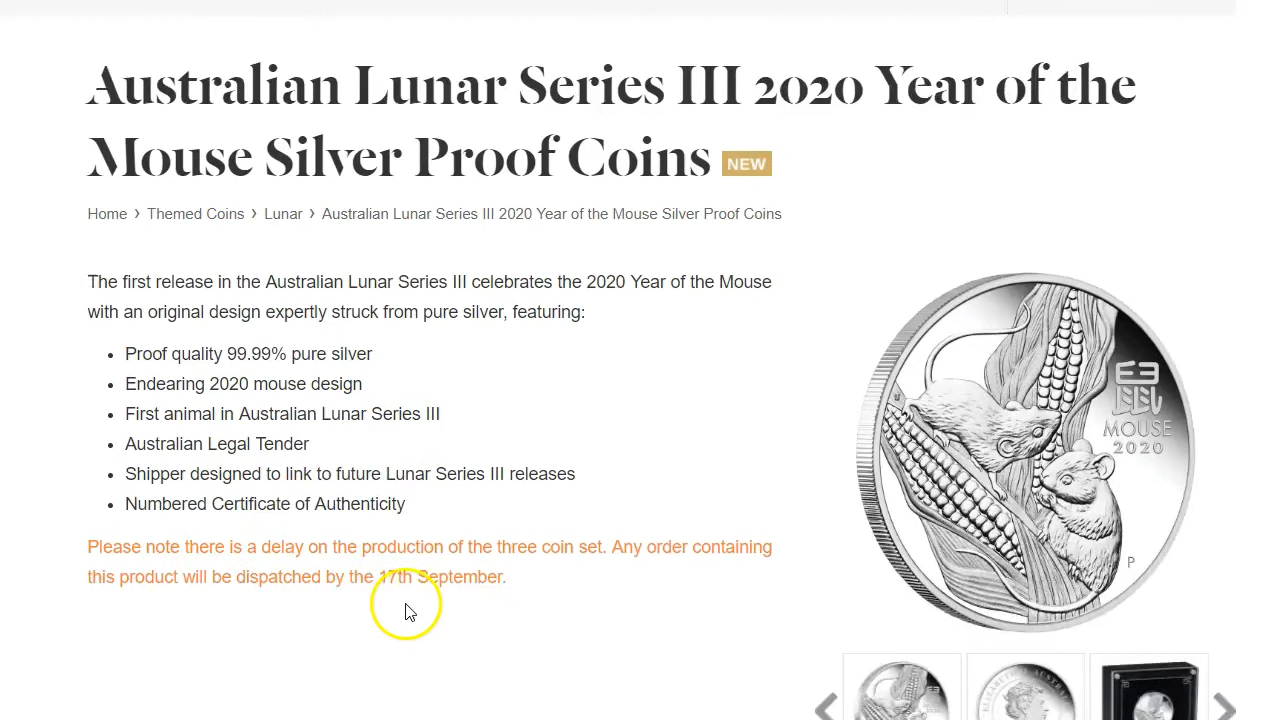 Australian Lunar Series III 2020 Year of the
Mouse Silver Proof Coins NEW
Home › Themed Coins › Lunar › Australian Lunar Series III 2020 Year of the Mouse Silver Proof Coins
The first release in the Australian Lunar Series III celebrates the 2020 Year of the Mouse
with an original design expertly struck from pure silver, featuring:
• Proof quality 99.99% pure silver
• Endearing 2020 mouse design
• First animal in Australian Lunar Series III
• Australian Legal Tender
• Shipper designed to link to future Lunar Series III releases
• Numbered Certificate of Authenticity
Please note there is a delay on the production of the three coin set. Any order containing
this product will be dispatched by the 17th September.
鼠
MOUSE
2020
P